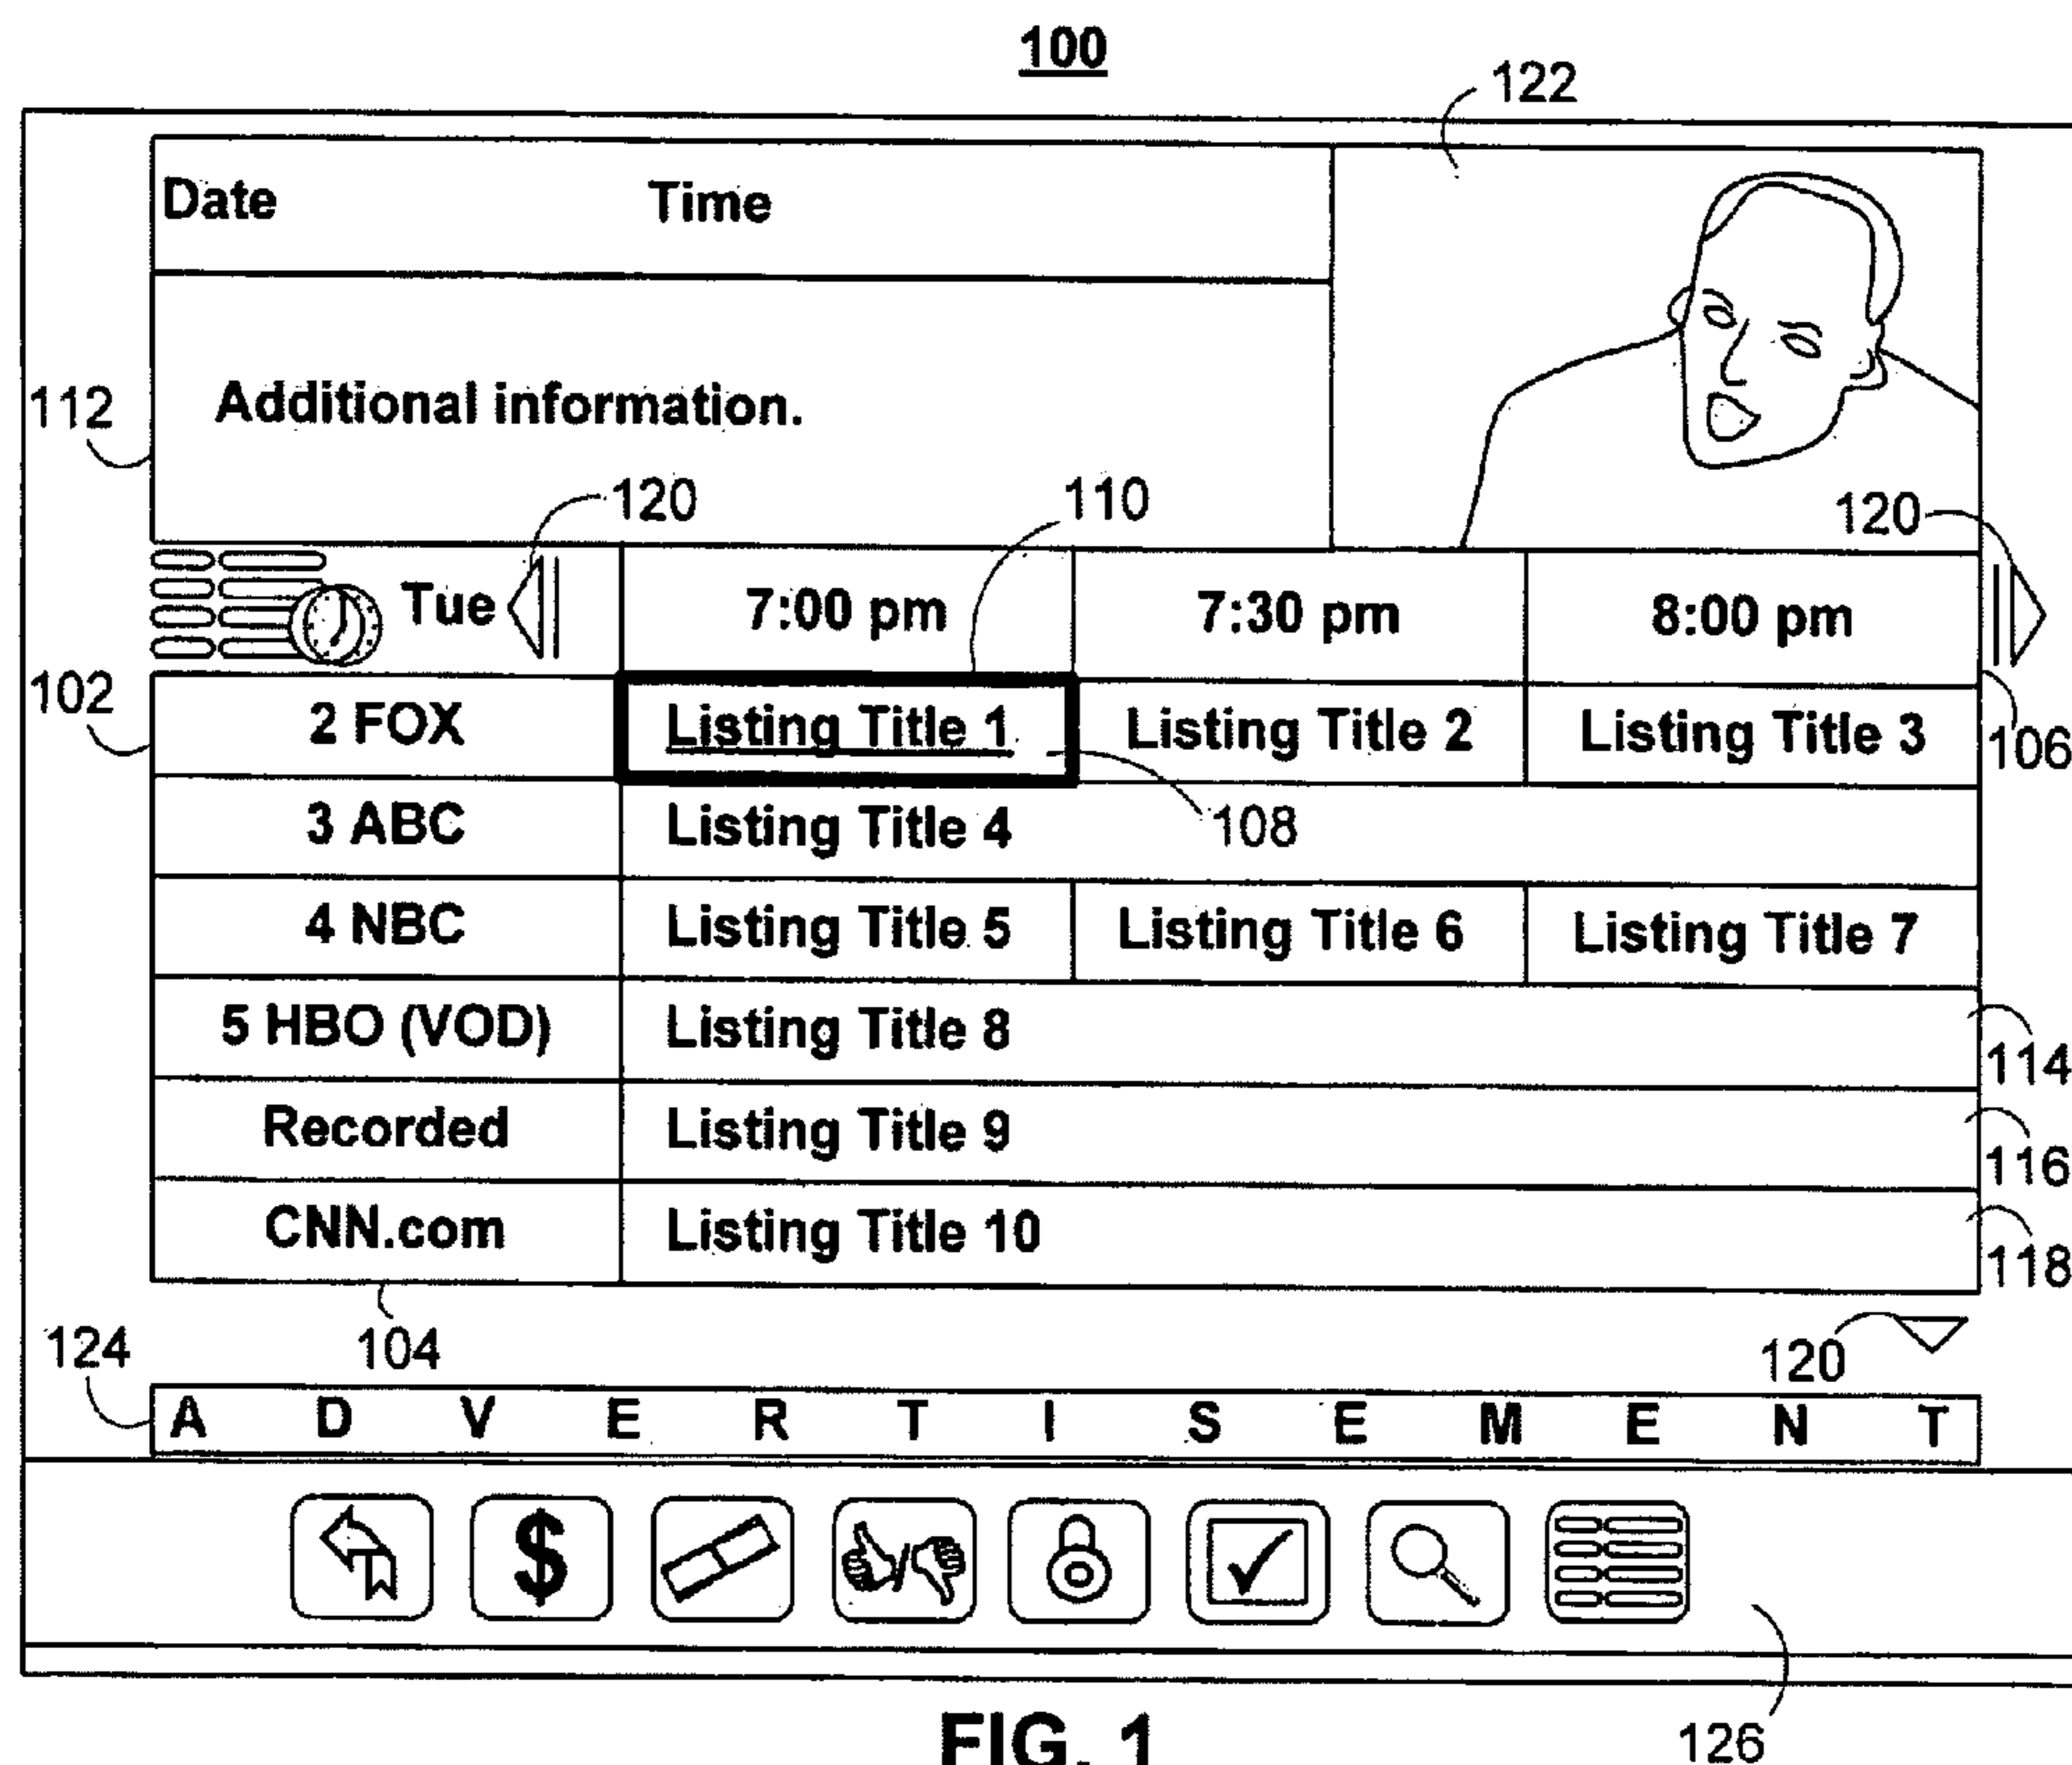 100
122
Date Time
112 Additional information.
120 110 120
Tue 7:00 pm 7:30 pm 8:00 pm
102 2 FOX Listing Title 1 Listing Title 2 Listing Title 3 106
3 ABC Listing Title 4 108
4 NBC Listing Title 5 Listing Title 6 Listing Title 7
5 HBO (VOD) Listing Title 8 114
Recorded Listing Title 9 116
CNN.com Listing Title 10 118
124 104 120
A D V E R T I S E M E N T
$
FIG. 1
126